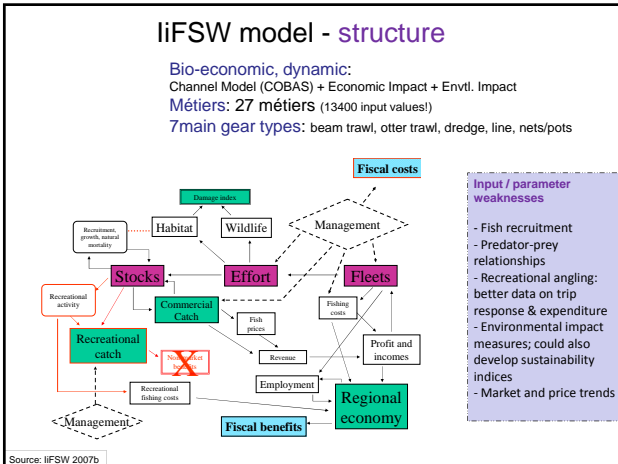 IiFSW model - structure
Bio-economic, dynamic:
Channel Model (COBAS) + Economic Impact + Envtl. Impact
Métiers: 27 métiers (13400 input values!)
7main gear types: beam trawl, otter trawl, dredge, line, nets/pots
Fiscal costs
Damage index
Recruitment,
growth, natural
mortality
Habitat
Wildlife
Management
Stocks
Effort
Fleets
Recreational
activity
Commercial
Catch
Fishing
costs
Fish
prices
Recreational
catch
Non-market
benefits
X
Revenue
Profit and
incomes
Employment
Recreational
fishing costs
Regional
economy
Management
Fiscal benefits
Input / parameter
weaknesses
- Fish recruitment
- Predator-prey
relationships
- Recreational angling:
better data on trip
response & expenditure
- Environmental impact
measures; could also
develop sustainability
indices
- Market and price trends
Source: IiFSW 2007b